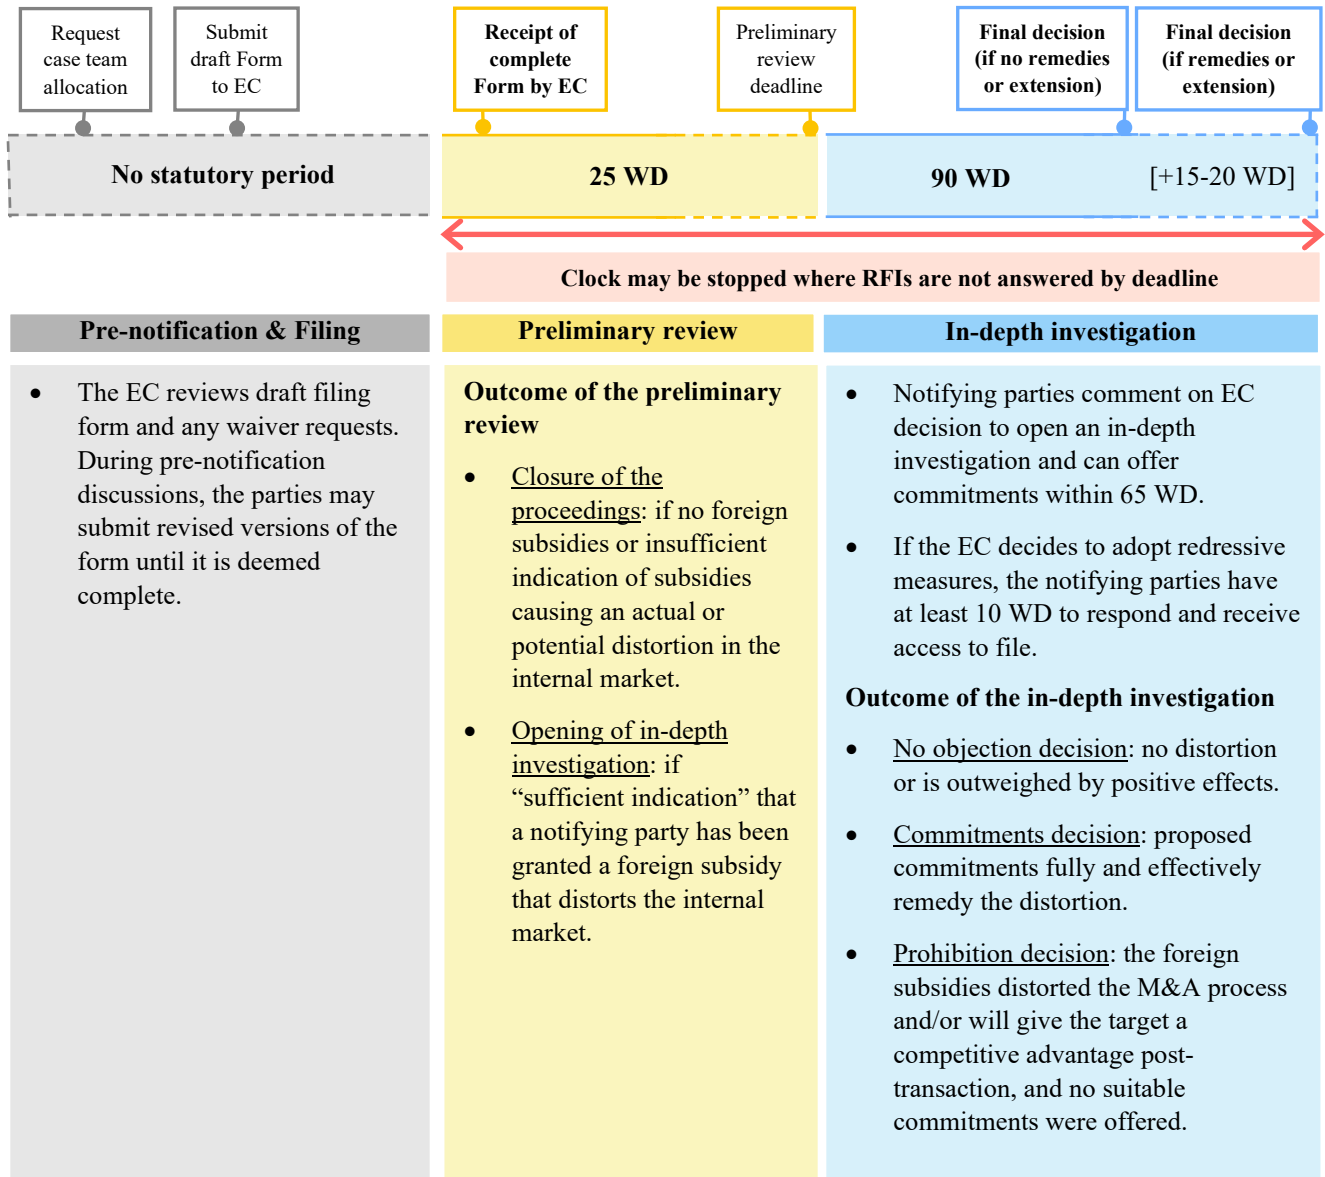 Request
case team
allocation
Submit
draft Form
to EC
Receipt of
complete
Form by EC
Preliminary
review
deadline
Final decision
(if no remedies
or extension)
Final decision
(if remedies or
extension)
No statutory period
25 WD
90 WD
[+15-20 WD]
Clock may be stopped where RFIs are not answered by deadline
Pre-notification & Filing
• The EC reviews draft filing
form and any waiver requests.
During pre-notification
discussions, the parties may
submit revised versions of the
form until it is deemed
complete.
Preliminary review
Outcome of the preliminary
review
• Closure of the
proceedings: if no foreign
subsidies or insufficient
indication of subsidies
causing an actual or
potential distortion in the
internal market.
• Opening of in-depth
investigation: if
“sufficient indication” that
a notifying party has been
granted a foreign subsidy
that distorts the internal
market.
In-depth investigation
• Notifying parties comment on EC
decision to open an in-depth
investigation and can offer
commitments within 65 WD.
• If the EC decides to adopt redressive
measures, the notifying parties have
at least 10 WD to respond and receive
access to file.
Outcome of the in-depth investigation
• No objection decision: no distortion
or is outweighed by positive effects.
• Commitments decision: proposed
commitments fully and effectively
remedy the distortion.
• Prohibition decision: the foreign
subsidies distorted the M&A process
and/or will give the target a
competitive advantage post-
transaction, and no suitable
commitments were offered.